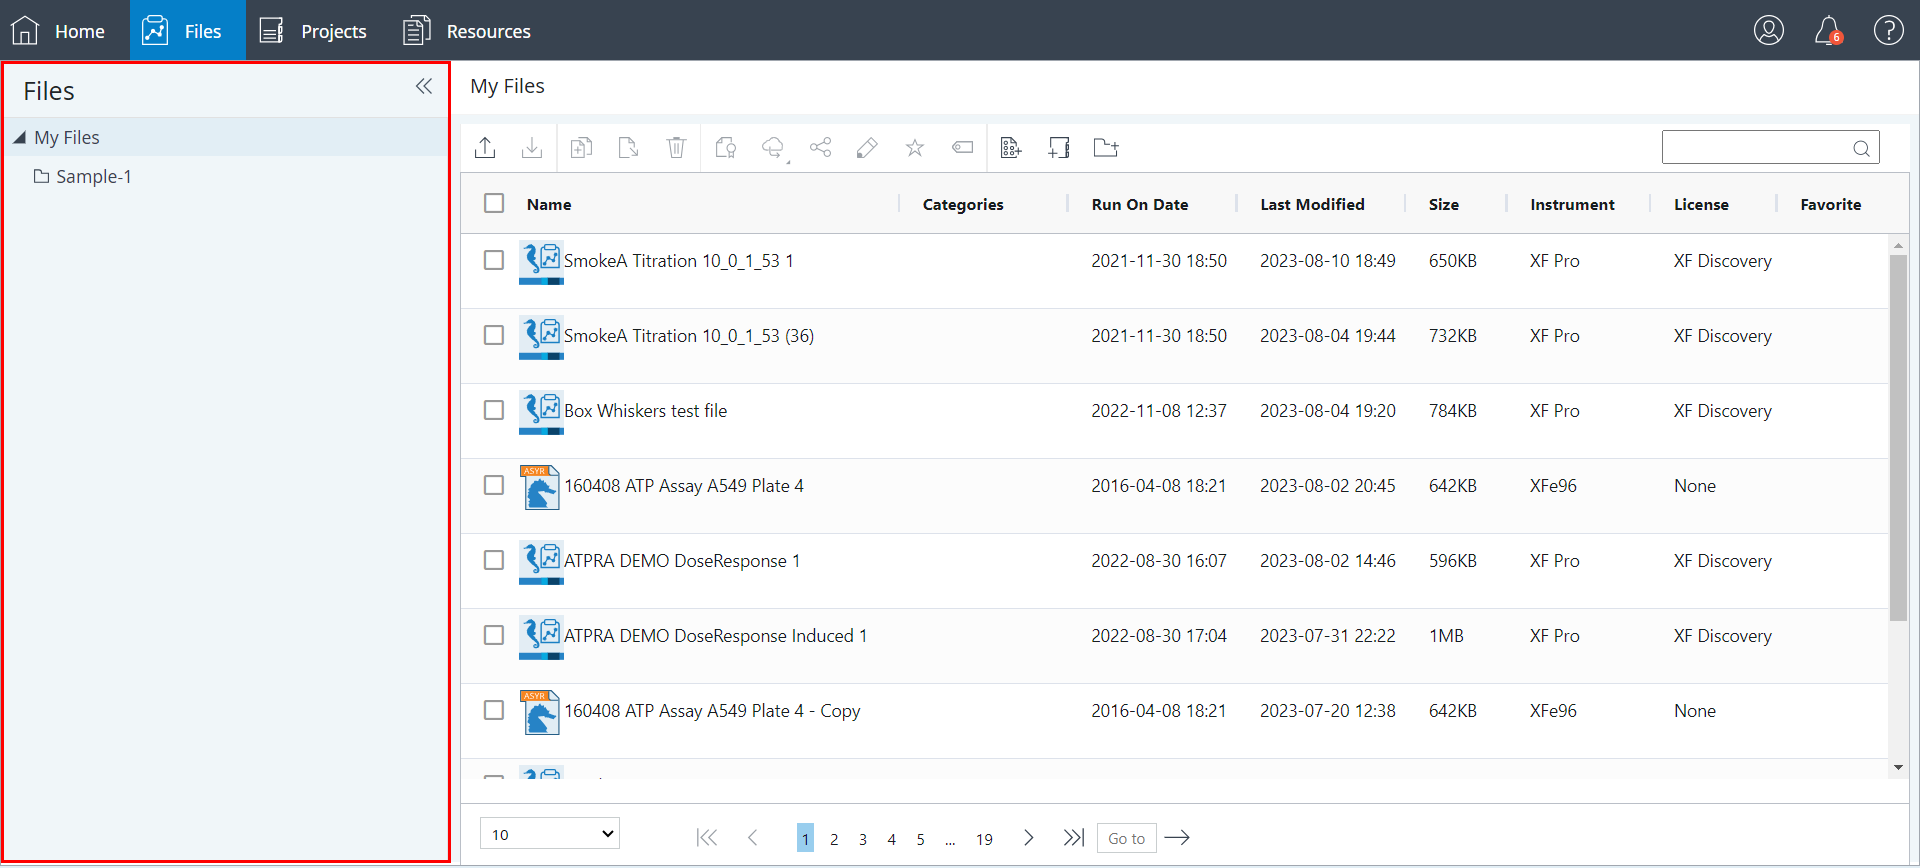 Home Files Projects Resources 6
Files
My Files
My Files
Sample-1
Name Categories Run On Date Last Modified Size Instrument License Favorite
SmokeA Titration 10_0_1_53 1 2021-11-30 18:50 2023-08-10 18:49 650KB XF Pro XF Discovery
SmokeA Titration 10_0_1_53 (36) 2021-11-30 18:50 2023-08-04 19:44 732KB XF Pro XF Discovery
Box Whiskers test file 2022-11-08 12:37 2023-08-04 19:20 784KB XF Pro XF Discovery
ASYR 160408 ATP Assay A549 Plate 4 2016-04-08 18:21 2023-08-02 20:45 642KB XFe96 None
ATPRA DEMO DoseResponse 1 2022-08-30 16:07 2023-08-02 14:46 596KB XF Pro XF Discovery
ATPRA DEMO DoseResponse Induced 1 2022-08-30 17:04 2023-07-31 22:22 1MB XF Pro XF Discovery
ASYR 160408 ATP Assay A549 Plate 4 - Copy 2016-04-08 18:21 2023-07-20 12:38 642KB XFe96 None
10 1 2 3 4 5 ... 19 Go to